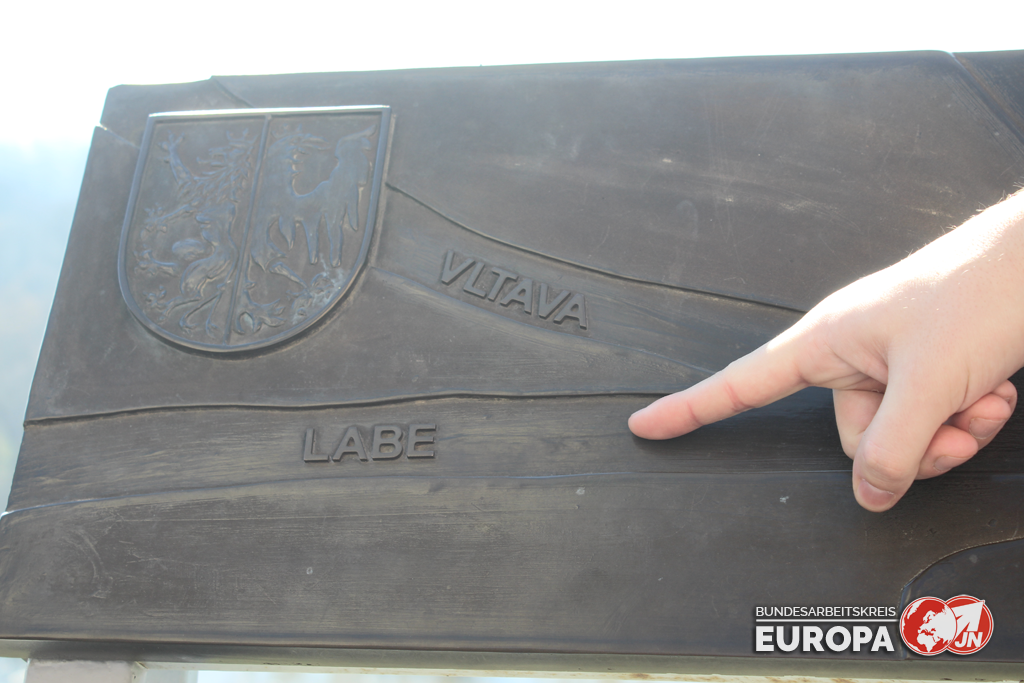 VLTAVA
LABE
BUNDESARBEITSKREIS
EUROPA
JN